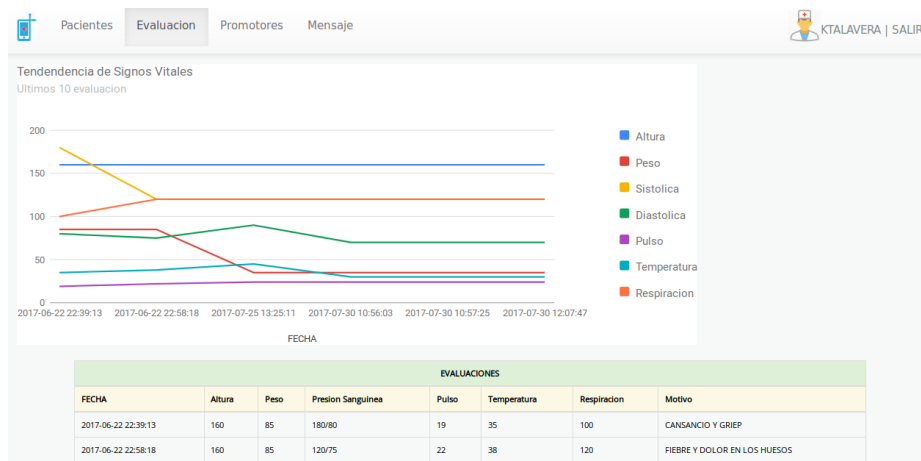 Pacientes Evaluacion Promotores Mensaje KTALAVERA | SALIR
Tendendencia de Signos Vitales
Ultimos 10 evaluacion
200
150
100
50
0
2017-06-22 22:39:13 2017-06-22 22:58:18 2017-07-25 13:25:11 2017-07-30 10:56:03 2017-07-30 10:57:25 2017-07-30 12:07:47
FECHA
Altura
Peso
Sistolica
Diastolica
Pulso
Temperatura
Respiracion
EVALUACIONES
FECHA Altura Peso Presion Sanguinea Pulso Temperatura Respiracion Motivo
2017-06-22 22:39:13 160 85 180/80 19 35 100 CANSANCIO Y GRIEP
2017-06-22 22:58:18 160 85 120/75 22 38 120 FIEBRE Y DOLOR EN LOS HUESOS